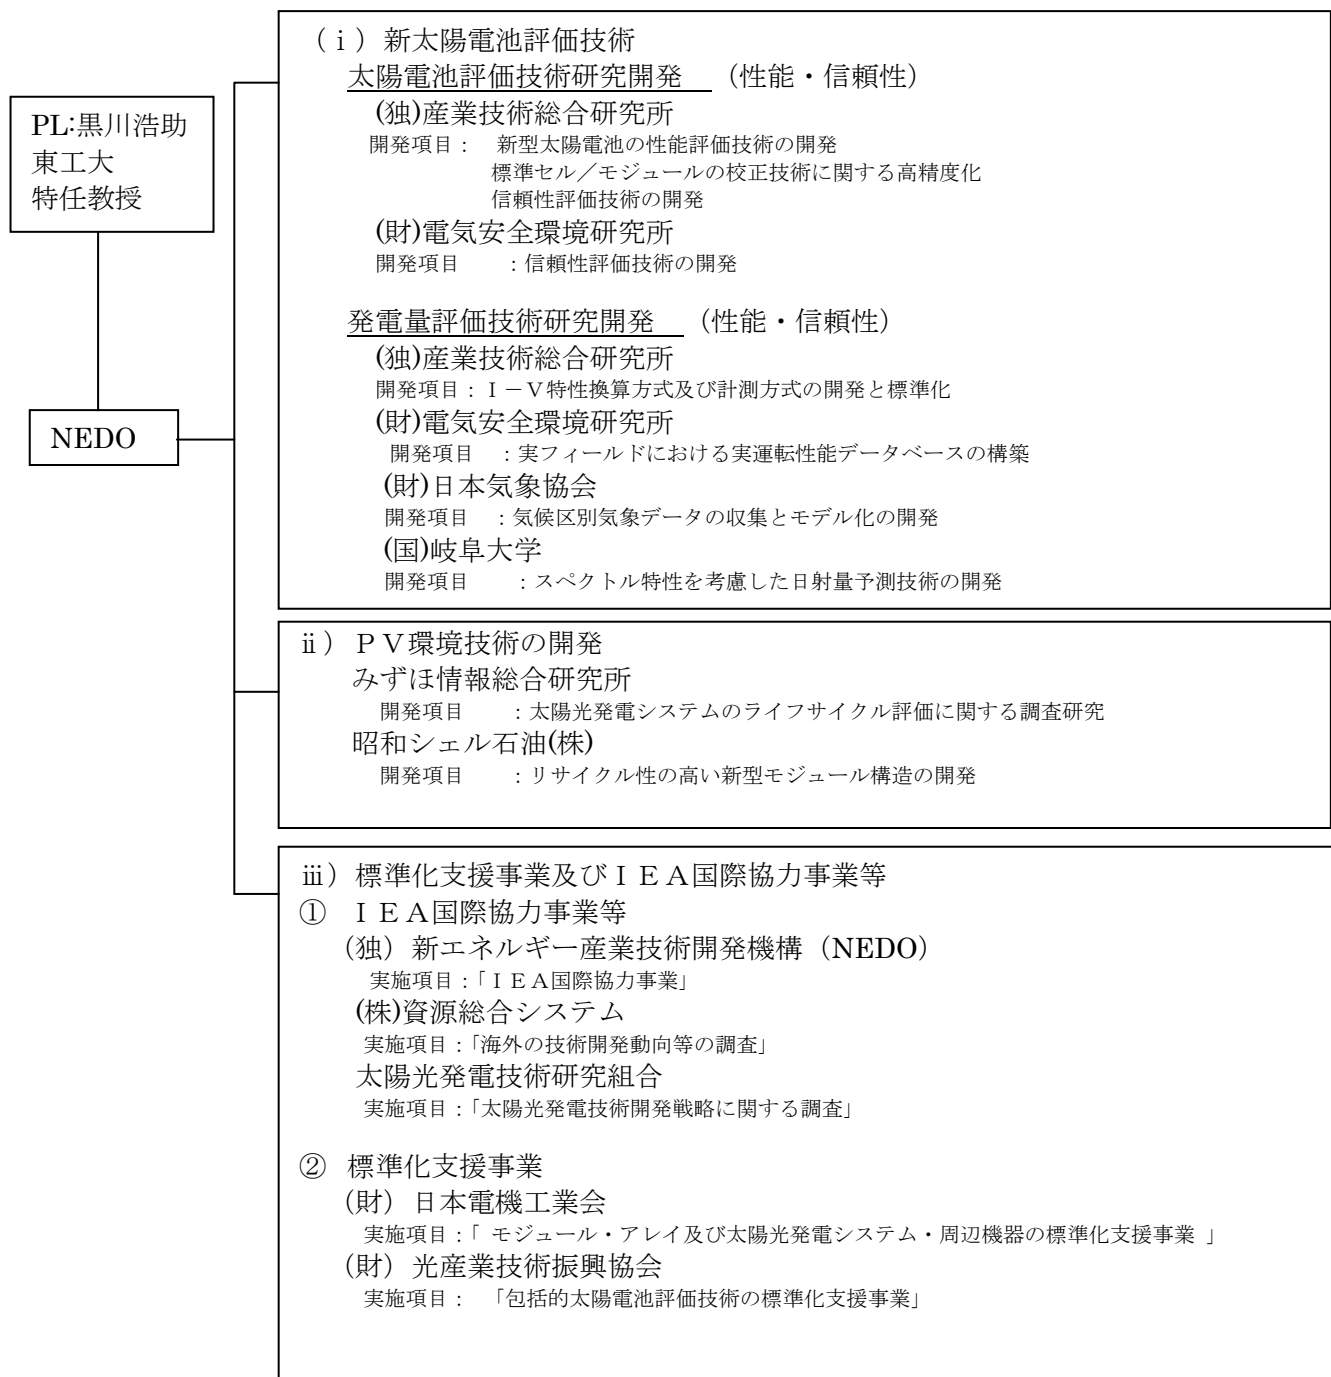 PL:黒川浩助
東工大
特任教授
NEDO
（ⅰ）新太陽電池評価技術
太陽電池評価技術研究開発　（性能・信頼性）
(独)産業技術総合研究所
開発項目：　新型太陽電池の性能評価技術の開発
標準セル／モジュールの校正技術に関する高精度化
信頼性評価技術の開発
(財)電気安全環境研究所
開発項目　　：信頼性評価技術の開発
発電量評価技術研究開発　（性能・信頼性）
(独)産業技術総合研究所
開発項目：Ｉ－Ｖ特性換算方式及び計測方式の開発と標準化
(財)電気安全環境研究所
開発項目　：実フィールドにおける実運転性能データベースの構築
(財)日本気象協会
開発項目　：気候区別気象データの収集とモデル化の開発
(国)岐阜大学
開発項目　　：スペクトル特性を考慮した日射量予測技術の開発
ⅱ）ＰＶ環境技術の開発
みずほ情報総合研究所
開発項目　　：太陽光発電システムのライフサイクル評価に関する調査研究
昭和シェル石油(株)
開発項目　　：リサイクル性の高い新型モジュール構造の開発
ⅲ）標準化支援事業及びＩＥＡ国際協力事業等
①　ＩＥＡ国際協力事業等
（独）新エネルギー産業技術開発機構（NEDO）
実施項目：「ＩＥＡ国際協力事業」
(株)資源総合システム
実施項目：「海外の技術開発動向等の調査」
太陽光発電技術研究組合
実施項目：「太陽光発電技術開発戦略に関する調査」
②　標準化支援事業
（財）日本電機工業会
実施項目：「 モジュール・アレイ及び太陽光発電システム・周辺機器の標準化支援事業 」
（財）光産業技術振興協会
実施項目：　「包括的太陽電池評価技術の標準化支援事業」